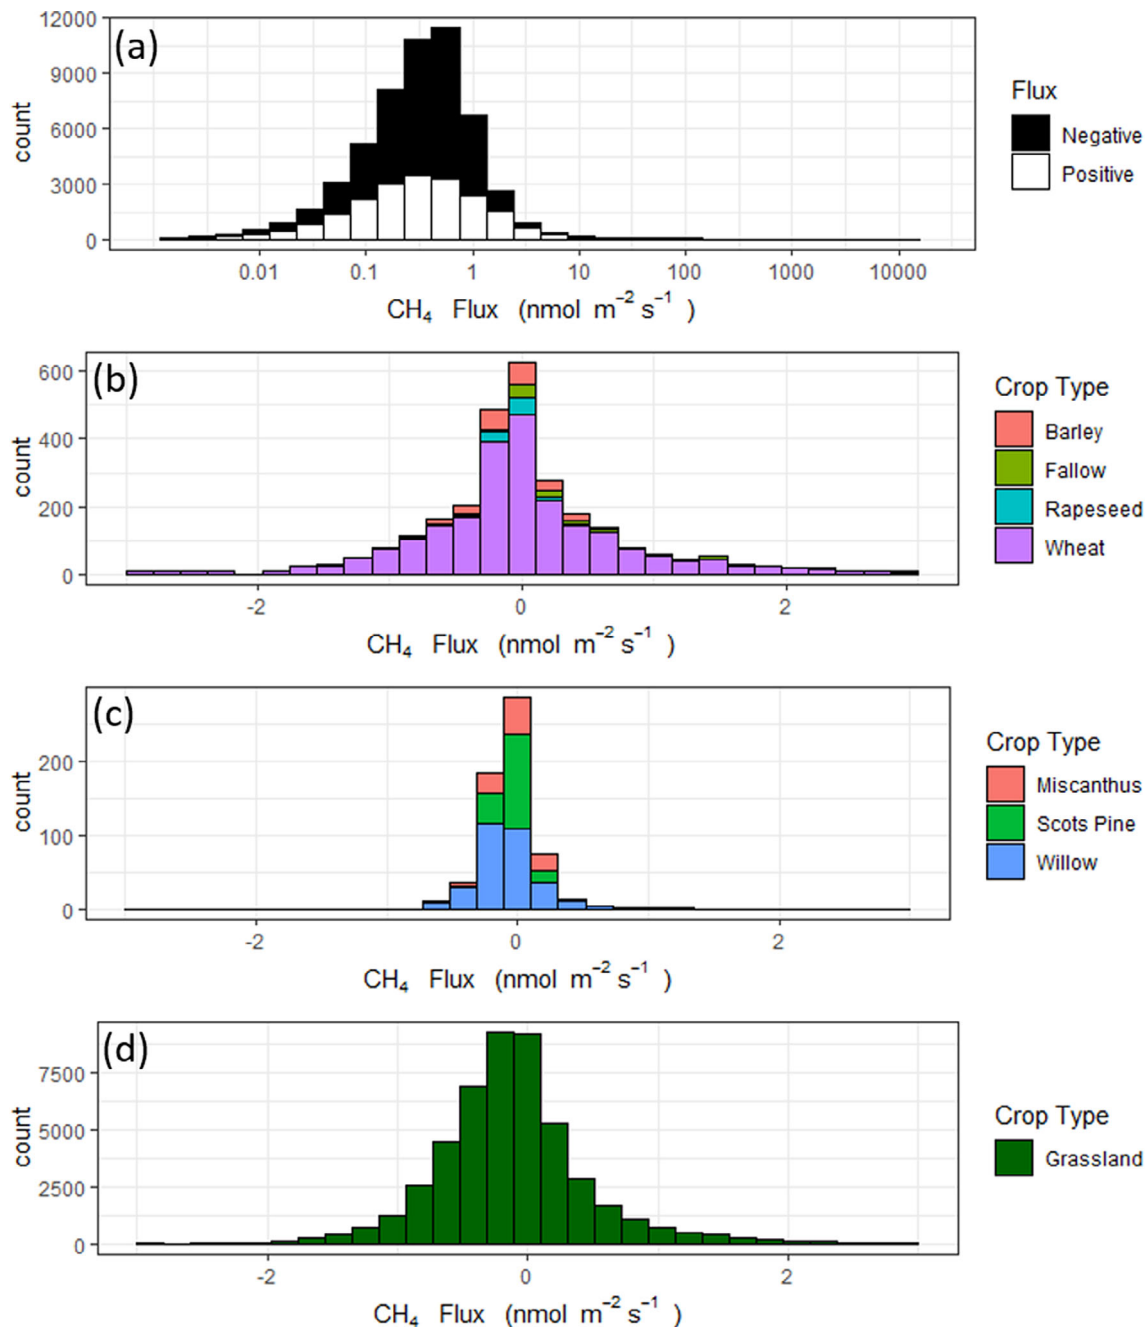 (a)
12000
9000
6000
3000
0
count
0.01 0.1 1 10 100 1000 10000
CH₄ Flux (nmol m⁻² s⁻¹ )
Flux
Negative
Positive
(b)
600
400
200
0
count
-2 0 2
CH₄ Flux (nmol m⁻² s⁻¹ )
Crop Type
Barley
Fallow
Rapeseed
Wheat
(c)
200
100
0
count
-2 0 2
CH₄ Flux (nmol m⁻² s⁻¹ )
Crop Type
Miscanthus
Scots Pine
Willow
(d)
7500
5000
2500
0
count
-2 0 2
CH₄ Flux (nmol m⁻² s⁻¹ )
Crop Type
Grassland